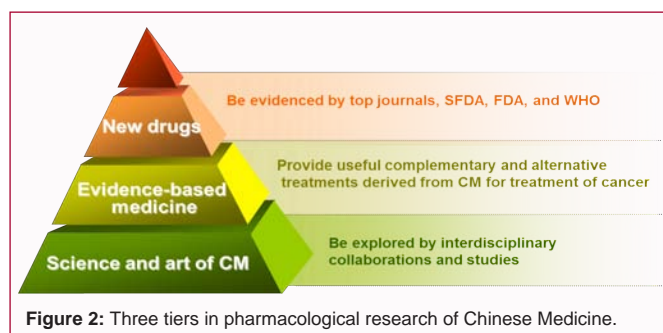 New drugs
Be evidenced by top journals, SFDA, FDA, and WHO
Evidence-based
medicine
Provide useful complementary and alternative
treatments derived from CM for treatment of cancer
Science and art of CM
Be explored by interdisciplinary
collaborations and studies
Figure 2: Three tiers in pharmacological research of Chinese Medicine.